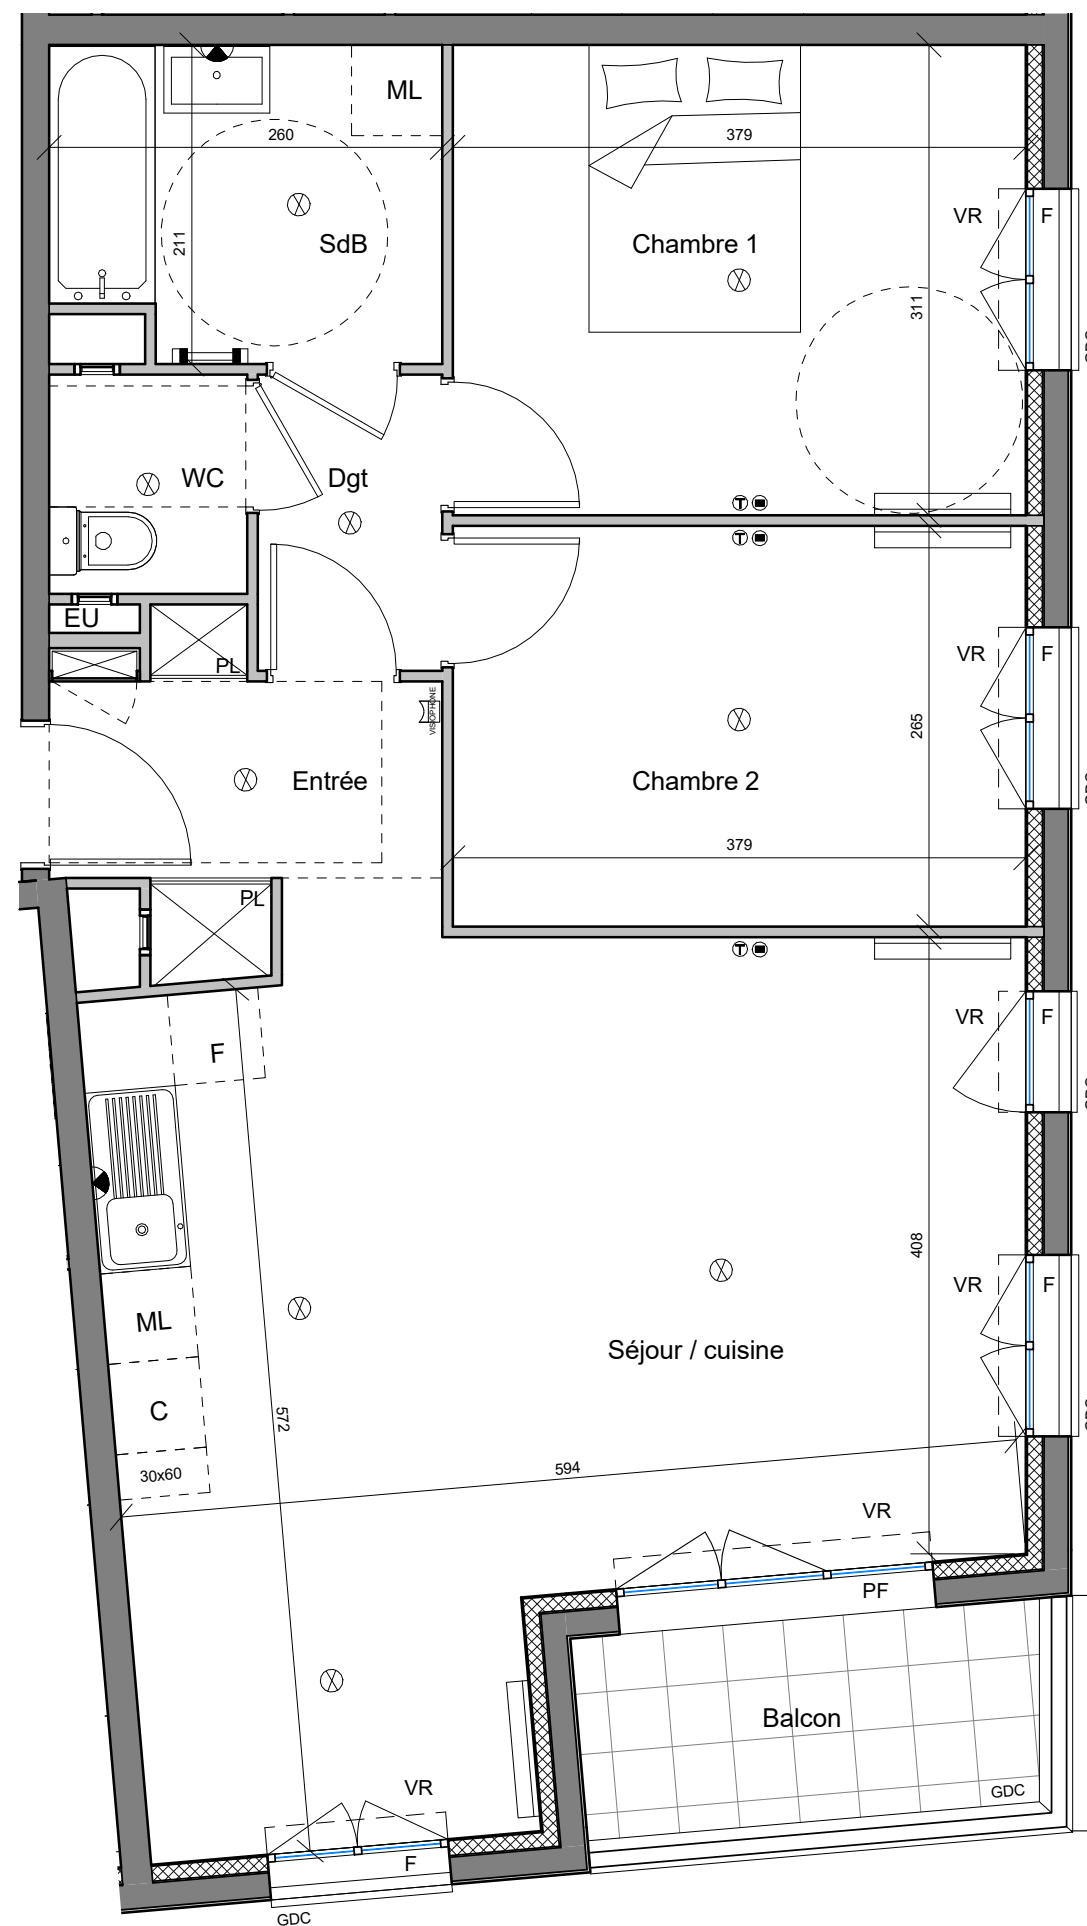 ML
260
379
SdB
211
Chambre 1
VR
F
311
WC
Dgt
EU
PL
VISIOPHONE
VR
F
265
Entrée
Chambre 2
379
PL
F
VR
F
408
ML
VR
F
Séjour / cuisine
C
572
30x60
594
VR
PF
Balcon
VR
GDC
F
GDC